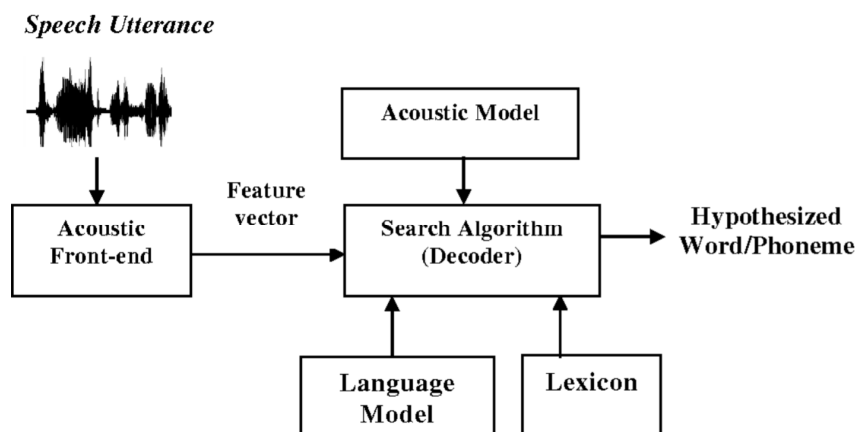 Speech Utterance
Acoustic Model
Feature
vector
Acoustic
Front-end
Search Algorithm
(Decoder)
Hypothesized
Word/Phoneme
Language
Model
Lexicon